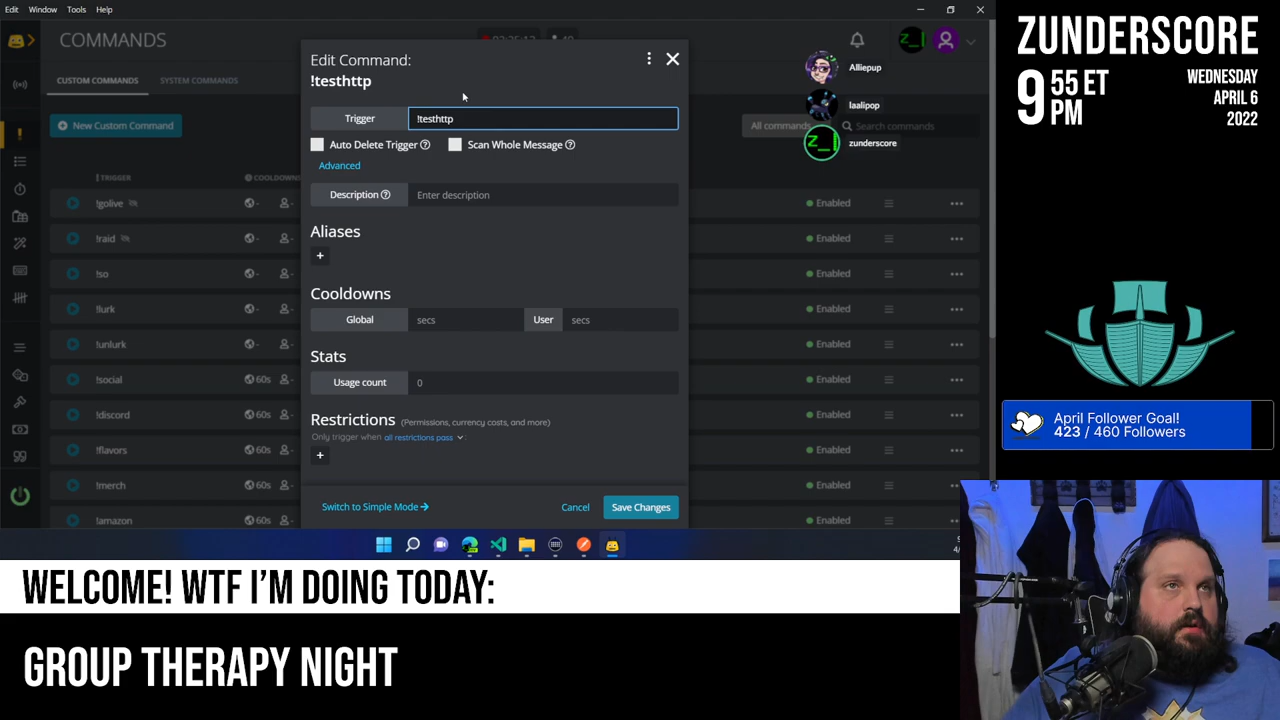 Edit Window Tools Help
COMMANDS
CUSTOM COMMANDS SYSTEM COMMANDS
New Custom Command
All commands
Search commands
TRIGGER COOLDOWNS
!golive - - Enabled
!raid - - Enabled
!so - - Enabled
!lurk - - Enabled
!unlurk - - Enabled
!social 60s - Enabled
!discord 60s - Enabled
!flavors 60s - Enabled
!merch 60s - Enabled
!amazon 60s - Enabled
Edit Command:
!testhttp
Trigger !testhttp
Auto Delete Trigger Scan Whole Message
Advanced
Description Enter description
Aliases
+
Cooldowns
Global secs User secs
Stats
Usage count 0
Restrictions (Permissions, currency costs, and more)
Only trigger when all restrictions pass :
+
Switch to Simple Mode Cancel Save Changes
Alliepup
laalipop
z_| zunderscore
ZUNDERSCORE
9 55 ET
PM
WEDNESDAY
APRIL 6
2022
April Follower Goal!
423 / 460 Followers
WELCOME! WTF I'M DOING TODAY:
GROUP THERAPY NIGHT